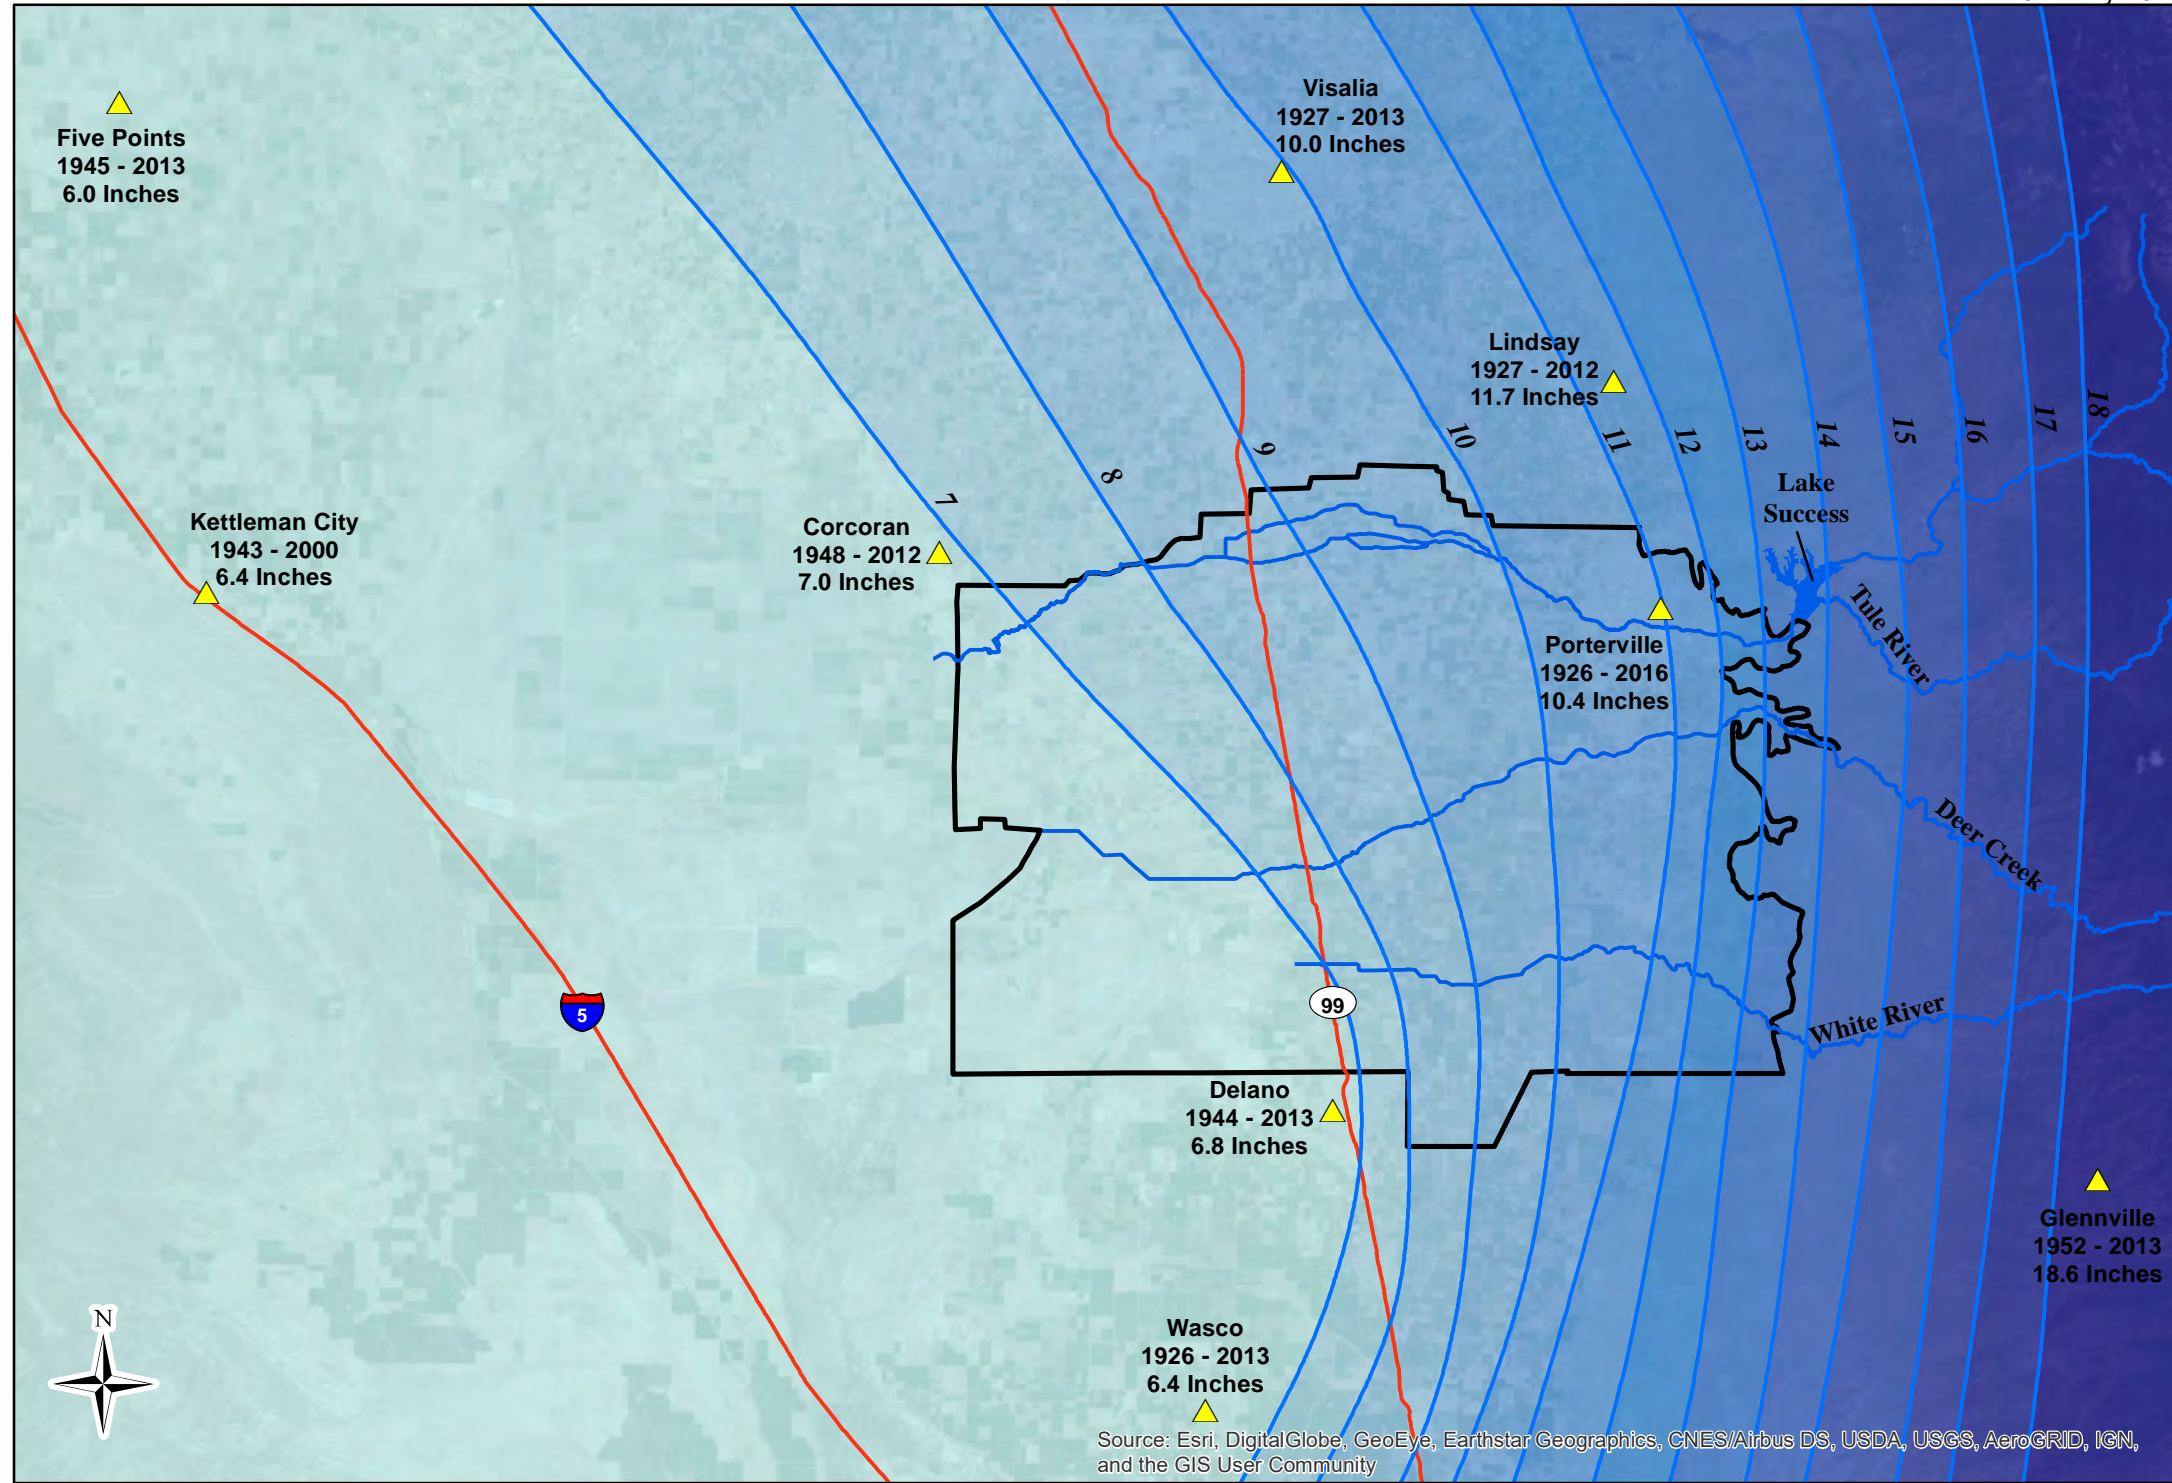 Visalia
1927 - 2013
10.0 Inches
Five Points
1945 - 2013
6.0 Inches
Lindsay
1927 - 2012
11.7 Inches
Kettleman City
1943 - 2000
6.4 Inches
Corcoran
1948 - 2012
7.0 Inches
7
8
9
10
11
12
13
14
15
16
17
18
Lake
Success
Tule River
Porterville
1926 - 2016
10.4 Inches
Deer Creek
White River
5
99
Delano
1944 - 2013
6.8 Inches
Glennville
1952 - 2013
18.6 Inches
Wasco
1926 - 2013
6.4 Inches
N
Source: Esri, DigitalGlobe, GeoEye, Earthstar Geographics, CNES/Airbus DS, USDA, USGS, AeroGRID, IGN,
and the GIS User Community